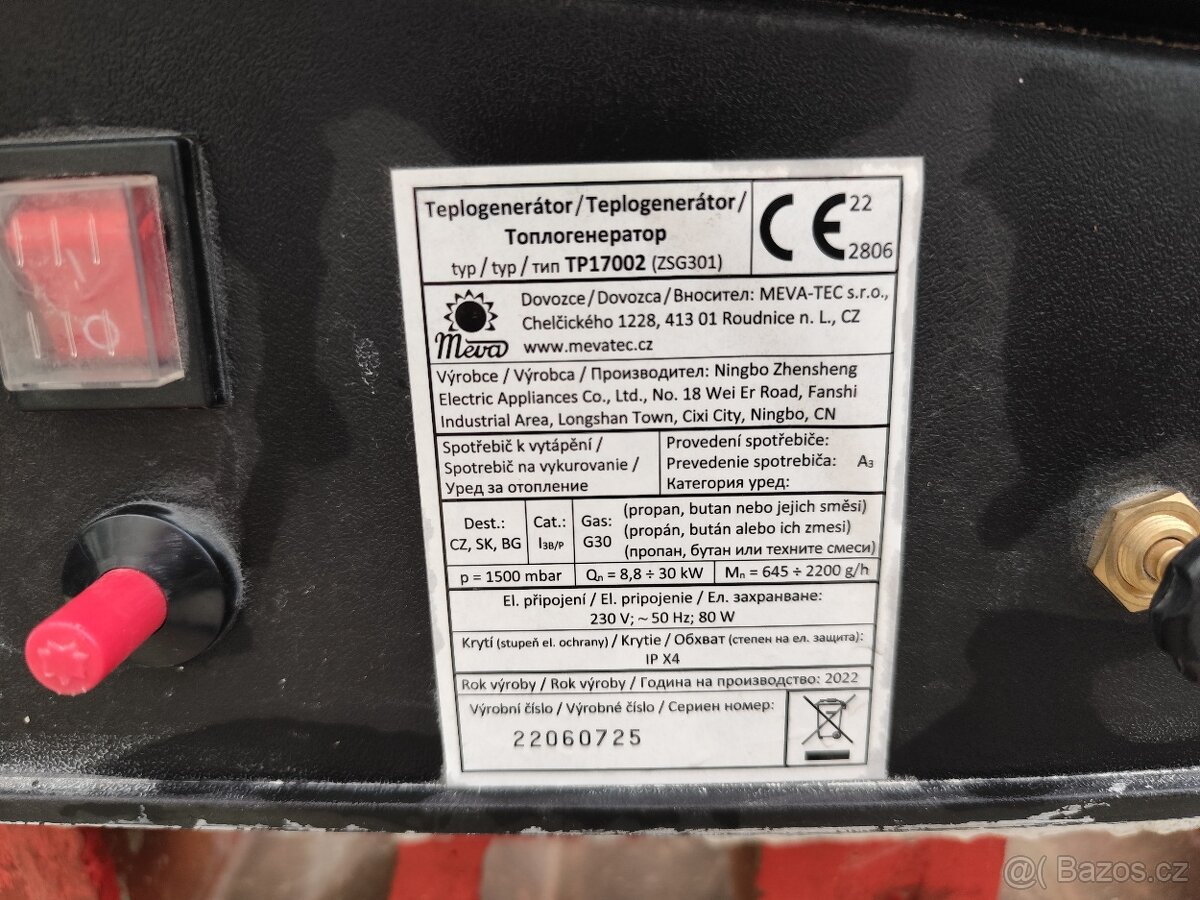 Teplogenerátor/Teplogenerátor/
Топлогенератор
typ / typ / тип TP17002 (ZSG301)
CE 22
2806
Meva
Dovozce/Dovozca/Вносител: MEVA-TEC s.r.o.,
Chelčického 1228, 413 01 Roudnice n. L., CZ
www.mevatec.cz
Výrobce / Výrobca / Производител: Ningbo Zhensheng
Electric Appliances Co., Ltd., No. 18 Wei Er Road, Fanshi
Industrial Area, Longshan Town, Cixi City, Ningbo, CN
Spotřebič k vytápění /
Spotrebič na vykurovanie /
Уред за отопление
Provedení spotřebiče:
Prevedenie spotrebiča: A₃
Категория уред:
Dest.:
CZ, SK, BG
Cat.:
I3B/P
Gas:
G30
(propan, butan nebo jejich směsi)
(propán, bután alebo ich zmesi)
(пропан, бутан или техните смеси)
p = 1500 mbar
Qₙ = 8,8 ÷ 30 kW
Mₙ = 645 ÷ 2200 g/h
El. připojení / El. pripojenie / Ел. захранване:
230 V; ~ 50 Hz; 80 W
Krytí (stupeň el. ochrany) / Krytie / Обхват (степен на ел. защита):
IP X4
Rok výroby / Rok výroby / Година на производство: 2022
Výrobní číslo / Výrobné číslo / Сериен номер:
22060725
Bazos.cz